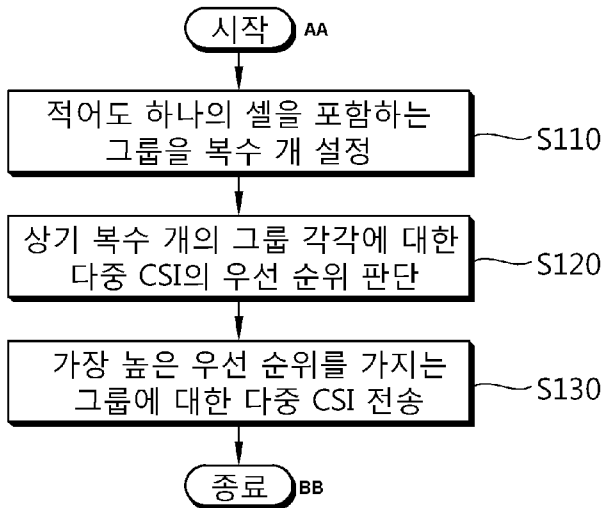 시작 AA
적어도 하나의 셀을 포함하는
그룹을 복수 개 설정
S110
상기 복수 개의 그룹 각각에 대한
다중 CSI의 우선 순위 판단
S120
가장 높은 우선 순위를 가지는
그룹에 대한 다중 CSI 전송
S130
종료 BB